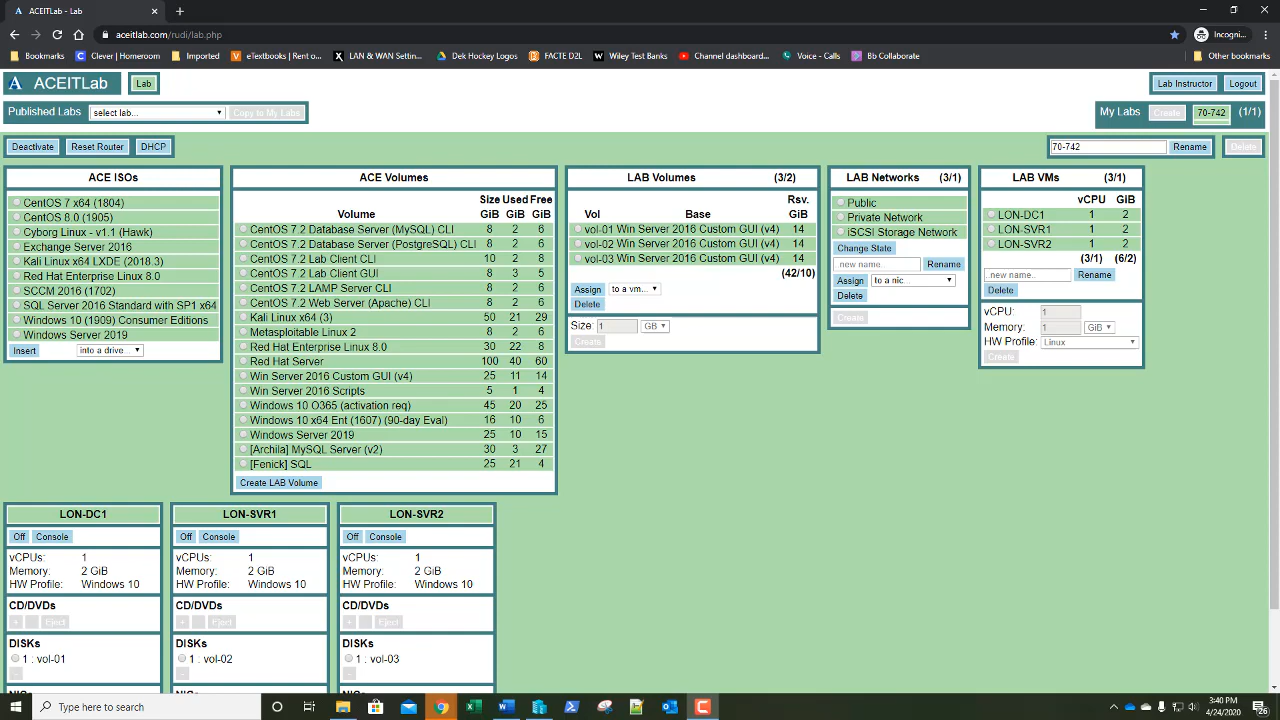 ACEITLab
Incogni...
aceitlab.com/rudi/lab.php
Bookmarks Clever | Homeroom Imported eTextbooks | Rent o... LAN & WAN Settin... Dek Hockey Logos FACTE D2L Wiley Test Banks Channel dashboard... Voice - Calls Bb Collaborate Other bookmarks
ACEITLab Lab Lab Instructor Logout
Published Labs select lab... Copy to My Labs My Labs Create 70-742 (1/1)
Deactivate Reset Router DHCP 70-742 Rename Delete
ACE ISOs
CentOS 7 x64 (1804)
CentOS 8.0 (1905)
Cyborg Linux - v1.1 (Hawk)
Exchange Server 2016
Kali Linux x64 LXDE (2018.3)
Red Hat Enterprise Linux 8.0
SCCM 2016 (1702)
SQL Server 2016 Standard with SP1 x64
Windows 10 (1909) Consumer Editions
Windows Server 2019
Insert into a drive
ACE Volumes
Size Used Free
Volume GiB GiB GiB
CentOS 7.2 Database Server (MySQL) CLI 8 2 6
CentOS 7.2 Database Server (PostgreSQL) CLI 8 2 6
CentOS 7.2 Lab Client CLI 10 2 8
CentOS 7.2 Lab Client GUI 8 3 5
CentOS 7.2 LAMP Server CLI 8 2 6
CentOS 7.2 Web Server (Apache) CLI 8 2 6
Kali Linux x64 (3) 50 21 29
Metasploitable Linux 2 8 2 6
Red Hat Enterprise Linux 8.0 30 22 8
Red Hat Server 100 40 60
Win Server 2016 Custom GUI (v4) 25 11 14
Win Server 2016 Scripts 5 1 4
Windows 10 O365 (activation req) 45 20 25
Windows 10 x64 Ent (1607) (90-day Eval) 16 10 6
Windows Server 2019 25 10 15
[Archila] MySQL Server (v2) 30 3 27
[Fenick] SQL 25 21 4
Create LAB Volume
LAB Volumes (3/2)
Rsv.
Vol Base GiB
vol-01 Win Server 2016 Custom GUI (v4) 14
vol-02 Win Server 2016 Custom GUI (v4) 14
vol-03 Win Server 2016 Custom GUI (v4) 14
(42/10)
Assign to a vm...
Delete
Size: 1 GB
Create
LAB Networks (3/1)
Public
Private Network
iSCSI Storage Network
Change State
new name.. Rename
Assign to a nic...
Delete
Create
LAB VMs (3/1)
vCPU GiB
LON-DC1 1 2
LON-SVR1 1 2
LON-SVR2 1 2
(3/1) (6/2)
new name.. Rename
Delete
vCPU: 1
Memory: 1 GiB
HW Profile: Linux
Create
LON-DC1
Off Console
vCPUs: 1
Memory: 2 GiB
HW Profile: Windows 10
CD/DVDs
+ Eject
DISKs
1 : vol-01
LON-SVR1
Off Console
vCPUs: 1
Memory: 2 GiB
HW Profile: Windows 10
CD/DVDs
+ Eject
DISKs
1 : vol-02
LON-SVR2
Off Console
vCPUs: 1
Memory: 2 GiB
HW Profile: Windows 10
CD/DVDs
+ Eject
DISKs
1 : vol-03
Type here to search
3:40 PM
4/24/2020
26